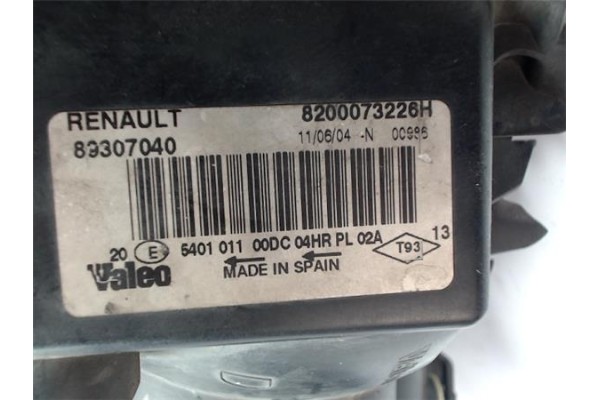 RENAULT 8200073226H
11/06/04 -N 00986
89307040
20 E 5401 011 00DC 04HR PL 02A T93 13
Valeo MADE IN SPAIN